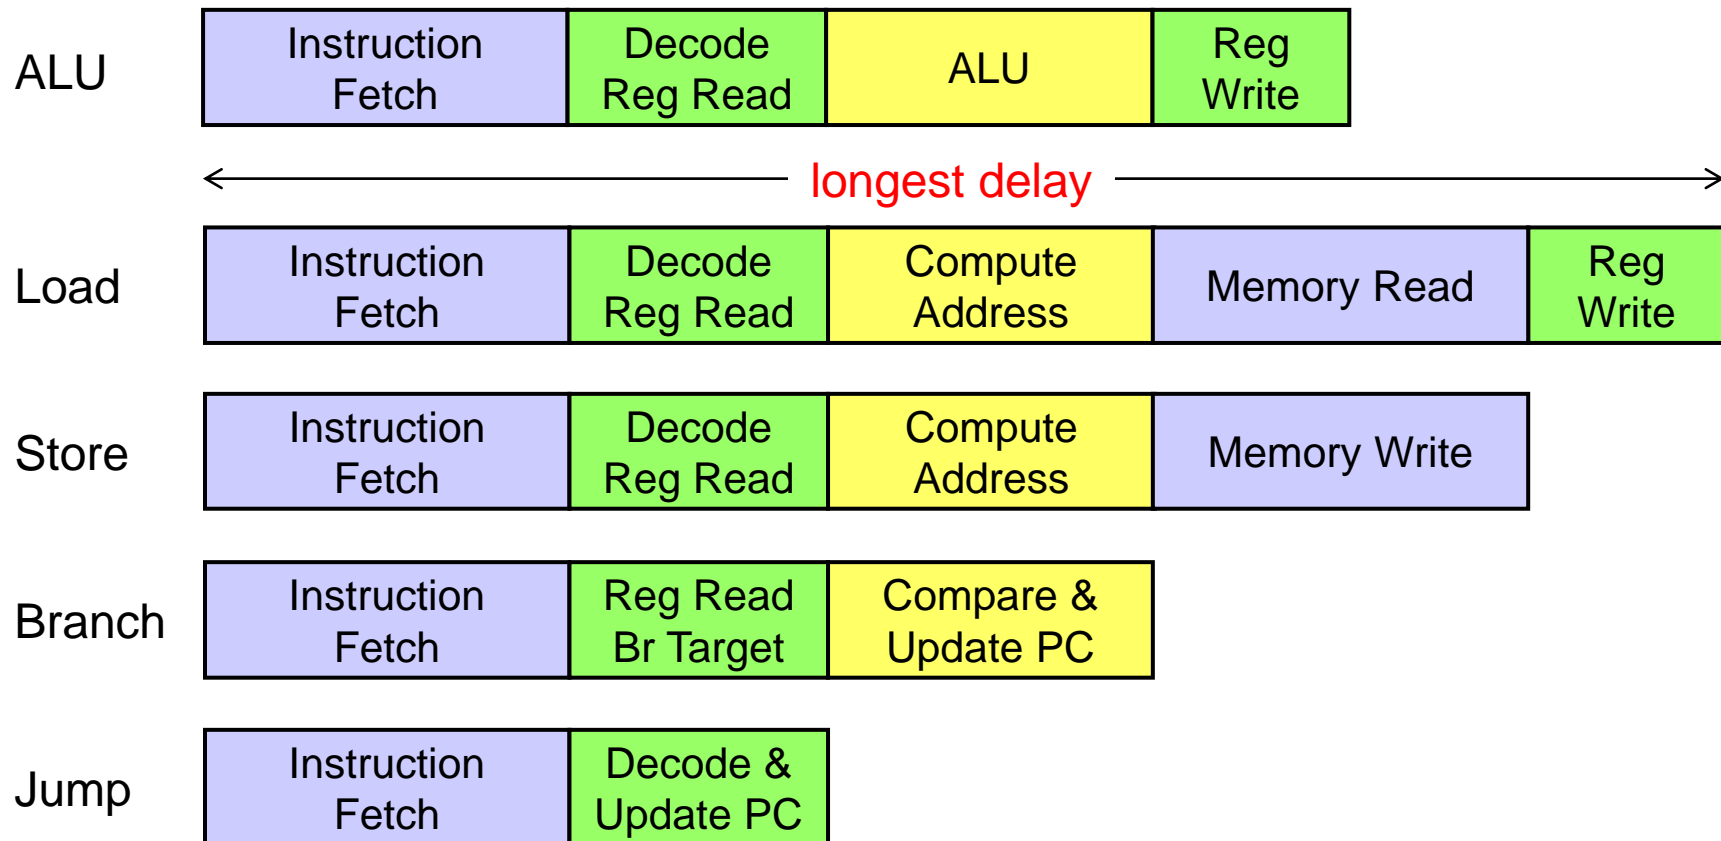 ALU
Instruction
Fetch
Decode
Reg Read
ALU
Reg
Write
longest delay
Load
Instruction
Fetch
Decode
Reg Read
Compute
Address
Memory Read
Reg
Write
Store
Instruction
Fetch
Decode
Reg Read
Compute
Address
Memory Write
Branch
Instruction
Fetch
Reg Read
Br Target
Compare &
Update PC
Jump
Instruction
Fetch
Decode &
Update PC